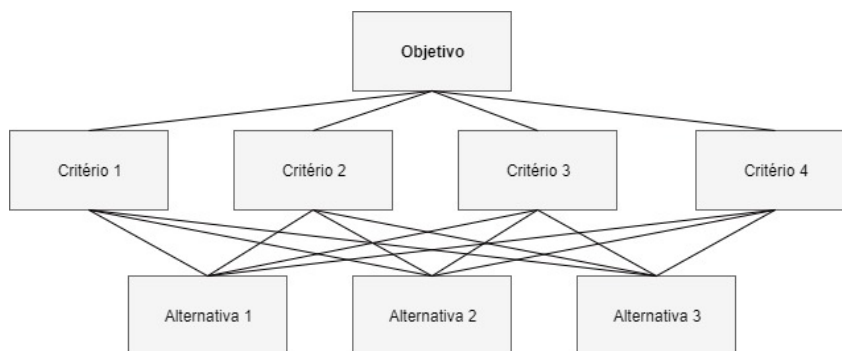 Objetivo
Critério 1
Critério 2
Critério 3
Critério 4
Alternativa 1
Alternativa 2
Alternativa 3